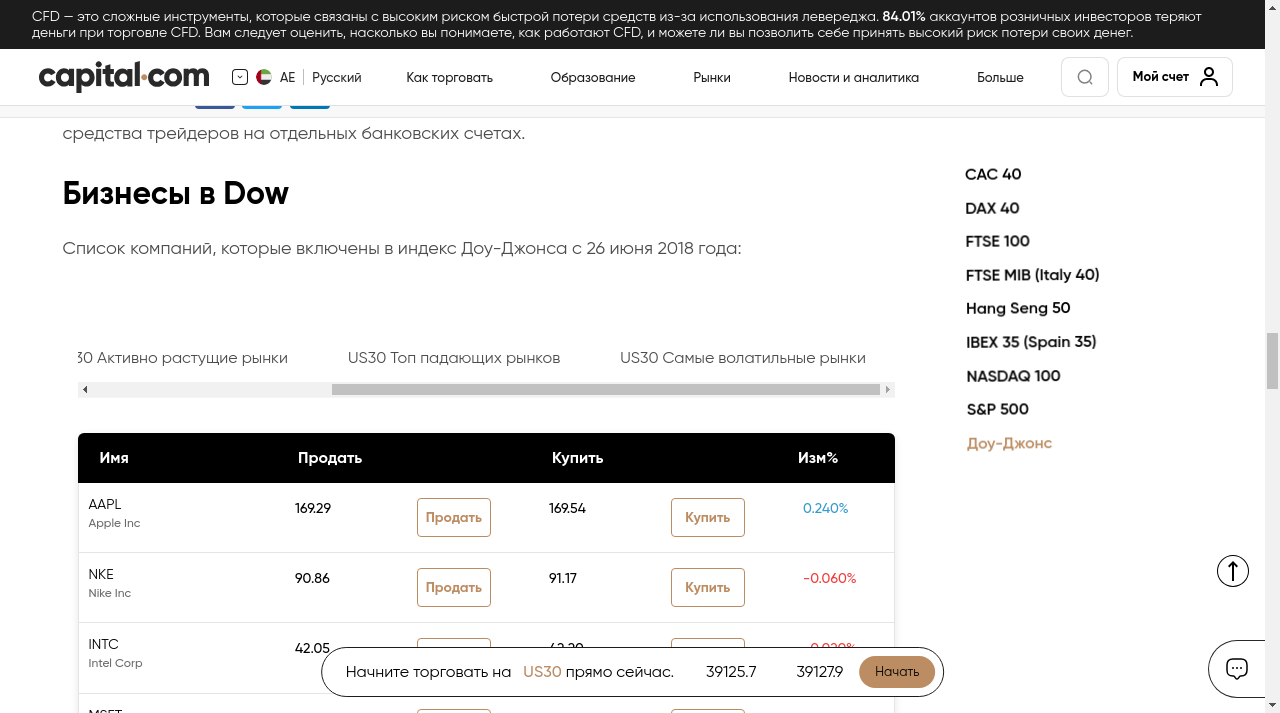 CFD — это сложные инструменты, которые связаны с высоким риском быстрой потери средств из-за использования левереджа. 84.01% аккаунтов розничных инвесторов теряют
деньги при торговле CFD. Вам следует оценить, насколько вы понимаете, как работают CFD, и можете ли вы позволить себе принять высокий риск потери своих денег.
capital.com
AE
Русский
Как торговать
Образование
Рынки
Новости и аналитика
Больше
Мой счет
средства трейдеров на отдельных банковских счетах.
Бизнесы в Dow
Список компаний, которые включены в индекс Доу-Джонса с 26 июня 2018 года:
30 Активно растущие рынки
US30 Топ падающих рынков
US30 Самые волатильные рынки
Имя
Продать
Купить
Изм%
AAPL
Apple Inc
169.29
Продать
169.54
Купить
0.240%
NKE
Nike Inc
90.86
Продать
91.17
Купить
-0.060%
INTC
Intel Corp
42.05
Начните торговать на US30 прямо сейчас.
39125.7
39127.9
Начать
CAC 40
DAX 40
FTSE 100
FTSE MIB (Italy 40)
Hang Seng 50
IBEX 35 (Spain 35)
NASDAQ 100
S&P 500
Доу-Джонс